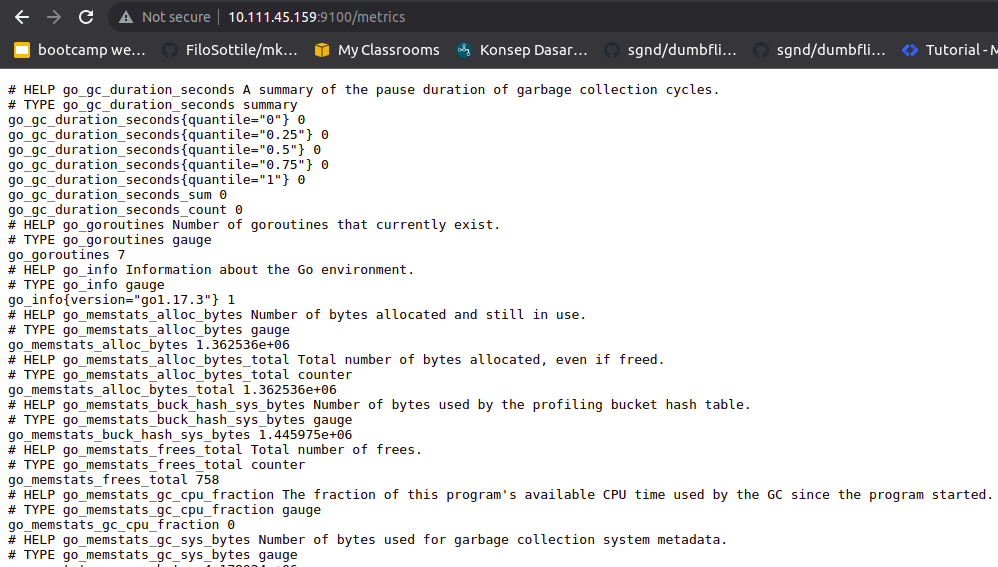 Not secure | 10.111.45.159:9100/metrics
bootcamp we... FiloSottile/mk... My Classrooms Konsep Dasar... sgnd/dumbfli... sgnd/dumbfli... Tutorial - M
# HELP go_gc_duration_seconds A summary of the pause duration of garbage collection cycles.
# TYPE go_gc_duration_seconds summary
go_gc_duration_seconds{quantile="0"} 0
go_gc_duration_seconds{quantile="0.25"} 0
go_gc_duration_seconds{quantile="0.5"} 0
go_gc_duration_seconds{quantile="0.75"} 0
go_gc_duration_seconds{quantile="1"} 0
go_gc_duration_seconds_sum 0
go_gc_duration_seconds_count 0
# HELP go_goroutines Number of goroutines that currently exist.
# TYPE go_goroutines gauge
go_goroutines 7
# HELP go_info Information about the Go environment.
# TYPE go_info gauge
go_info{version="go1.17.3"} 1
# HELP go_memstats_alloc_bytes Number of bytes allocated and still in use.
# TYPE go_memstats_alloc_bytes gauge
go_memstats_alloc_bytes 1.362536e+06
# HELP go_memstats_alloc_bytes_total Total number of bytes allocated, even if freed.
# TYPE go_memstats_alloc_bytes_total counter
go_memstats_alloc_bytes_total 1.362536e+06
# HELP go_memstats_buck_hash_sys_bytes Number of bytes used by the profiling bucket hash table.
# TYPE go_memstats_buck_hash_sys_bytes gauge
go_memstats_buck_hash_sys_bytes 1.445975e+06
# HELP go_memstats_frees_total Total number of frees.
# TYPE go_memstats_frees_total counter
go_memstats_frees_total 758
# HELP go_memstats_gc_cpu_fraction The fraction of this program's available CPU time used by the GC since the program started.
# TYPE go_memstats_gc_cpu_fraction gauge
go_memstats_gc_cpu_fraction 0
# HELP go_memstats_gc_sys_bytes Number of bytes used for garbage collection system metadata.
# TYPE go_memstats_gc_sys_bytes gauge